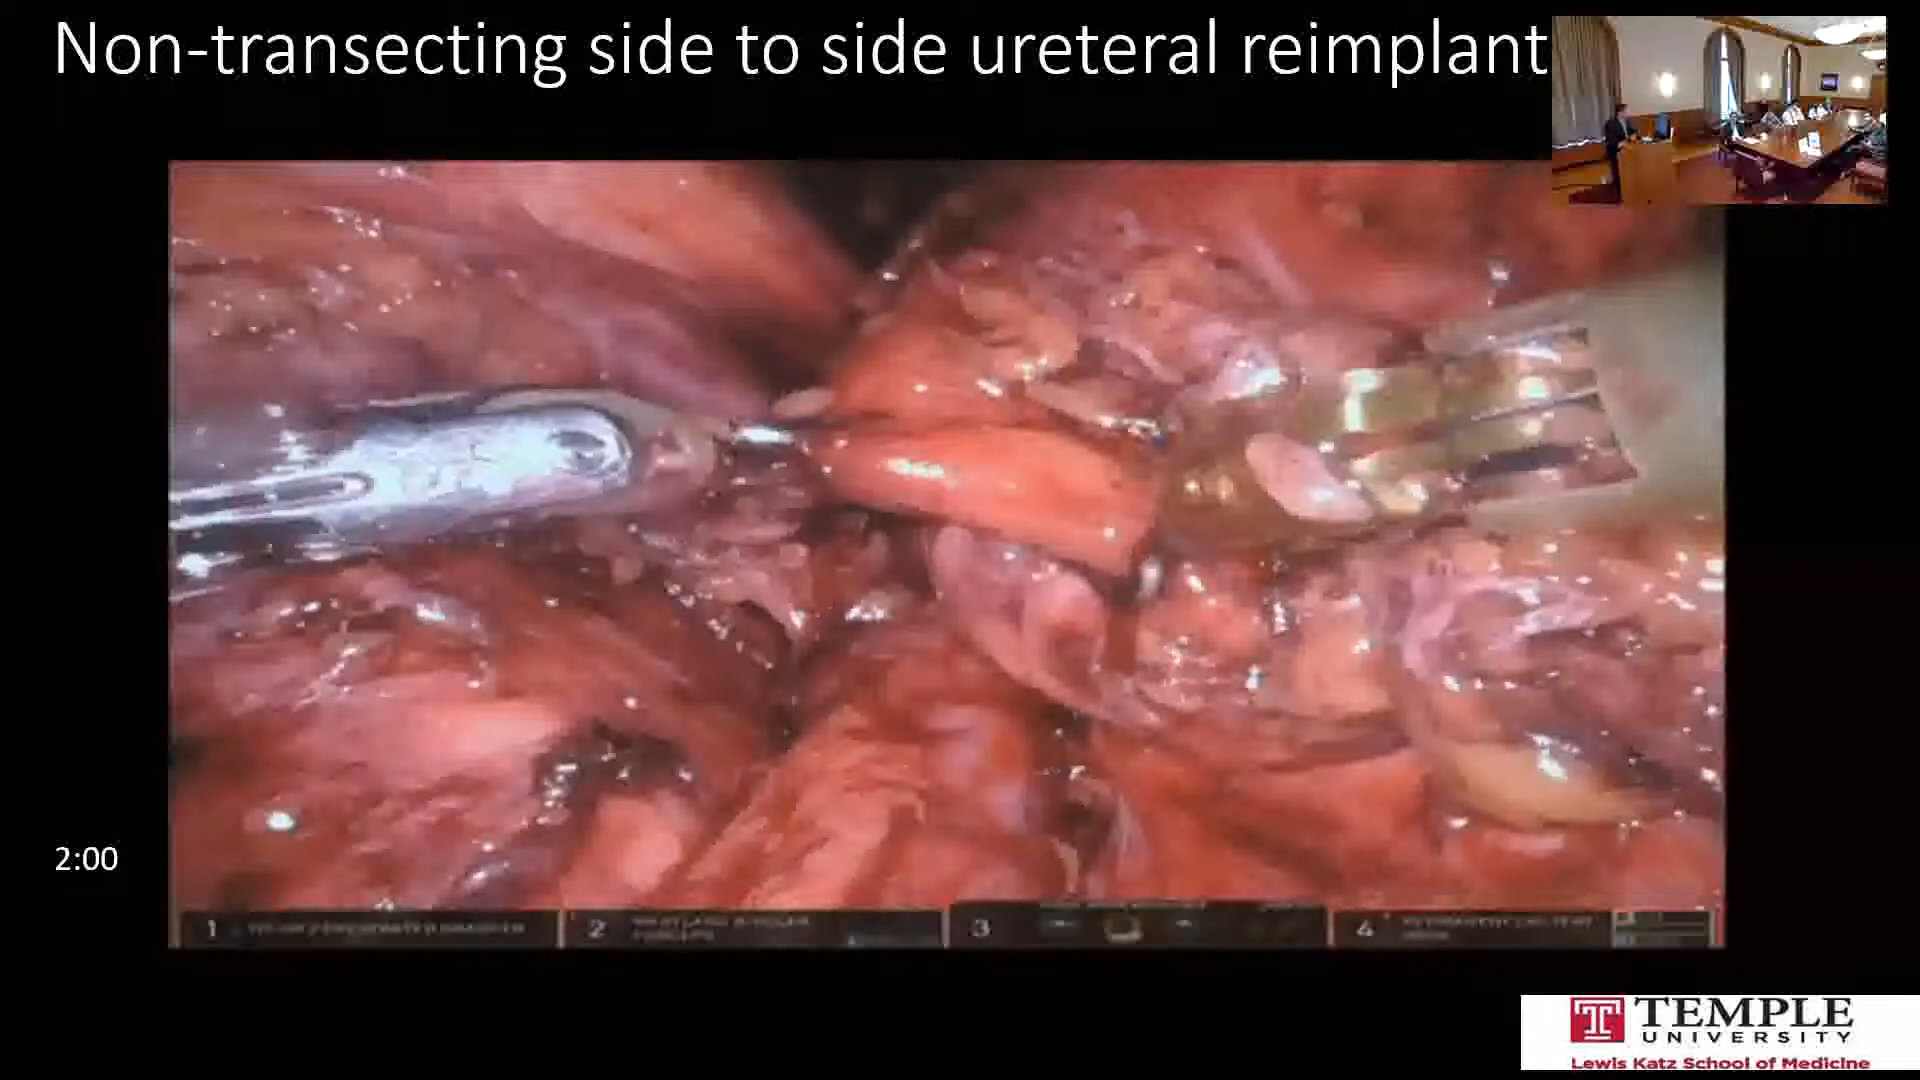 Non-transecting side to side ureteral reimplant
2:00
1
2
3
4
TEMPLE
UNIVERSITY
Lewis Katz School of Medicine